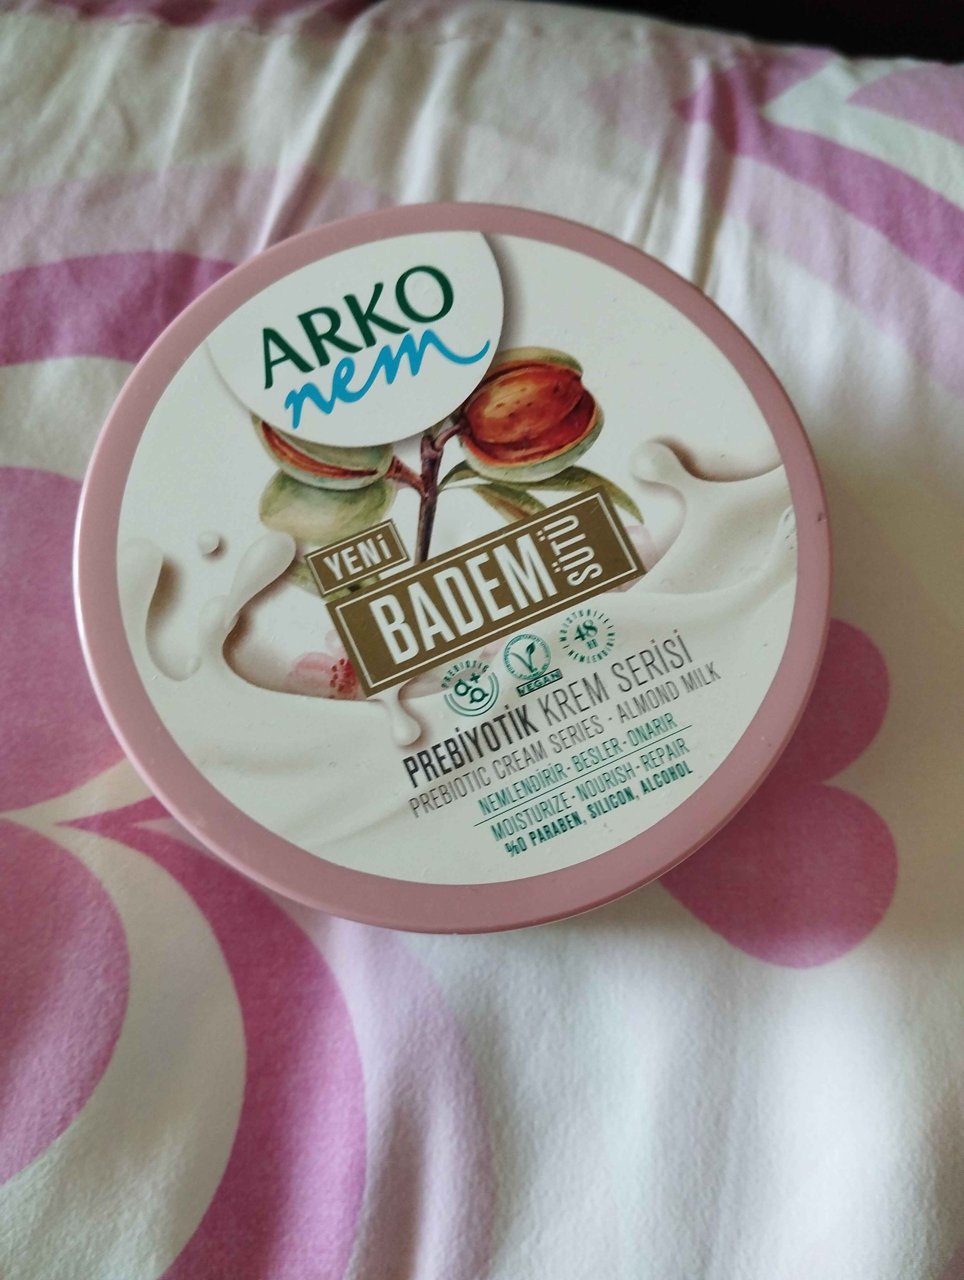 ARKO
nem
YENİ
BADEM
SÜTÜ
PREBIOTIC
VEGAN
48
PREBİYOTİK KREM SERİSİ
PREBIOTIC CREAM SERIES - ALMOND MILK
NEMLENDİRİR - BESLER - ONARIR
MOISTURIZE - NOURISH - REPAIR
%0 PARABEN, SILICON, ALCOHOL